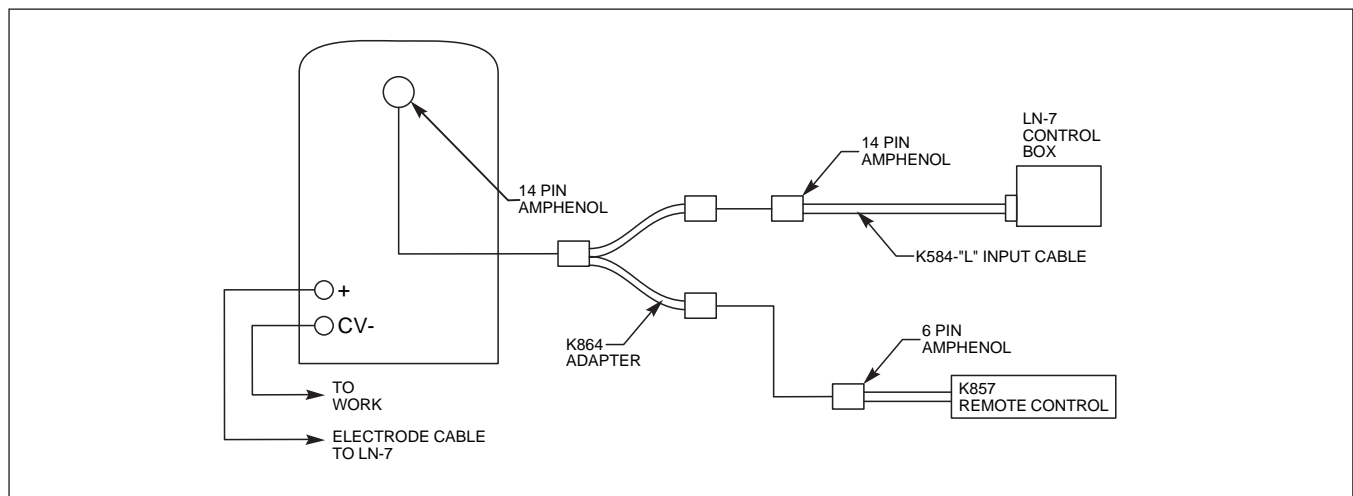 14 PIN
AMPHENOL
+
CV-
TO
WORK
ELECTRODE CABLE
TO LN-7
K864
ADAPTER
14 PIN
AMPHENOL
LN-7
CONTROL
BOX
K584-"L" INPUT CABLE
6 PIN
AMPHENOL
K857
REMOTE CONTROL